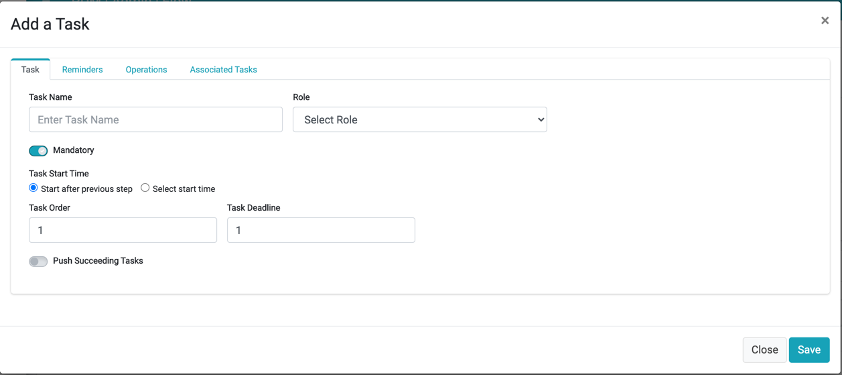 Add a Task
×
Task Reminders Operations Associated Tasks
Task Name Role
Enter Task Name Select Role
Mandatory
Task Start Time
Start after previous step Select start time
Task Order Task Deadline
1 1
Push Succeeding Tasks
Close Save